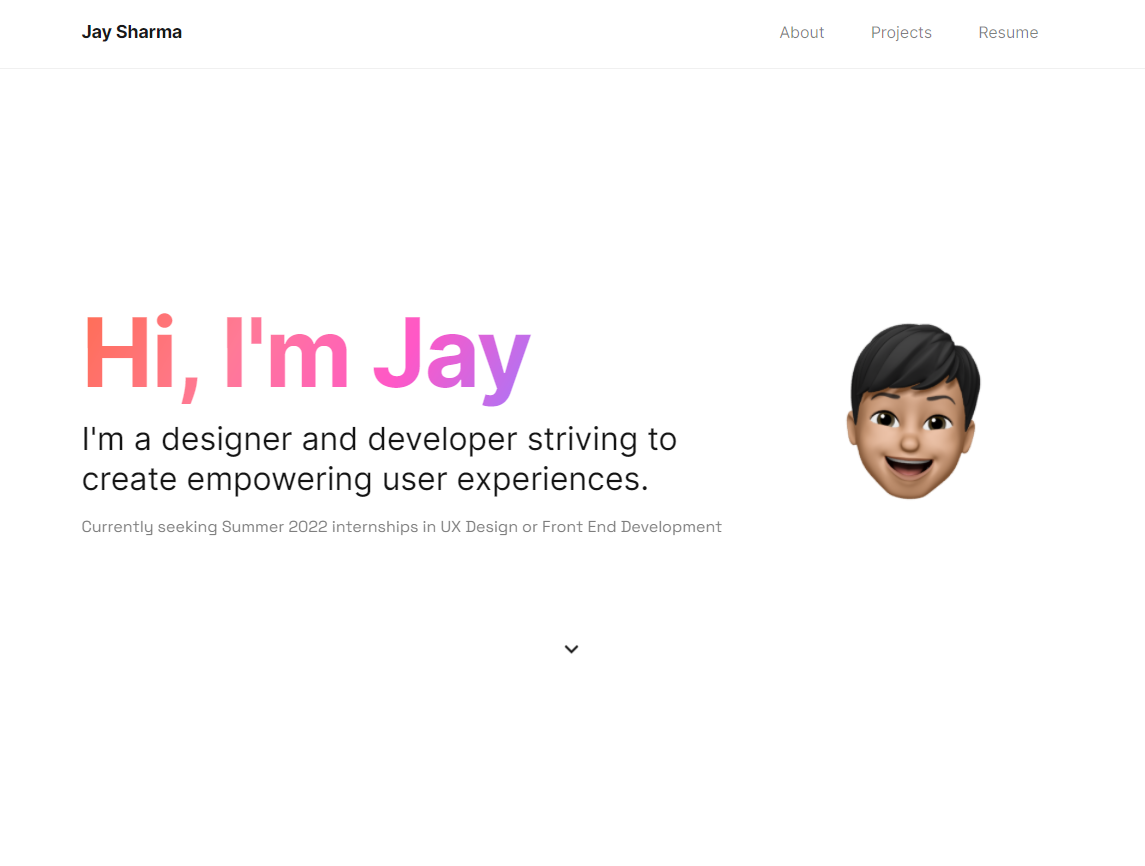 Jay Sharma
About
Projects
Resume
Hi, I'm Jay
I'm a designer and developer striving to
create empowering user experiences.
Currently seeking Summer 2022 internships in UX Design or Front End Development